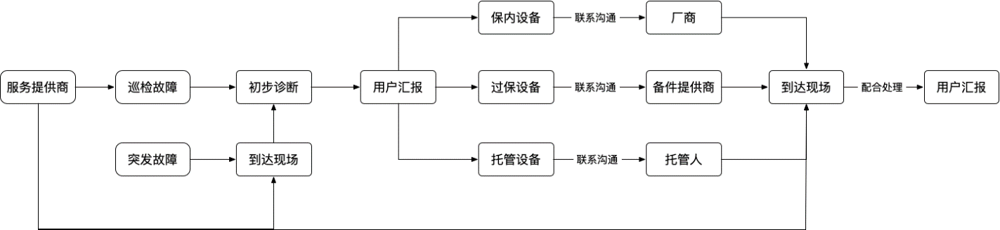 保内设备
联系沟通
厂商
服务提供商
巡检故障
初步诊断
用户汇报
过保设备
联系沟通
备件提供商
到达现场
配合处理
用户汇报
突发故障
到达现场
托管设备
联系沟通
托管人